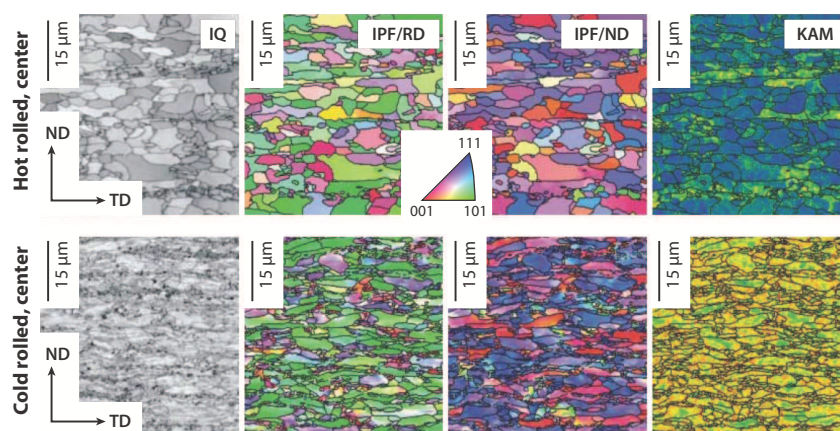 Hot rolled, center
15 μm
IQ
15 μm
IPF/RD
15 μm
IPF/ND
15 μm
KAM
ND
TD
111
001
101
Cold rolled, center
15 μm
15 μm
15 μm
15 μm
ND
TD